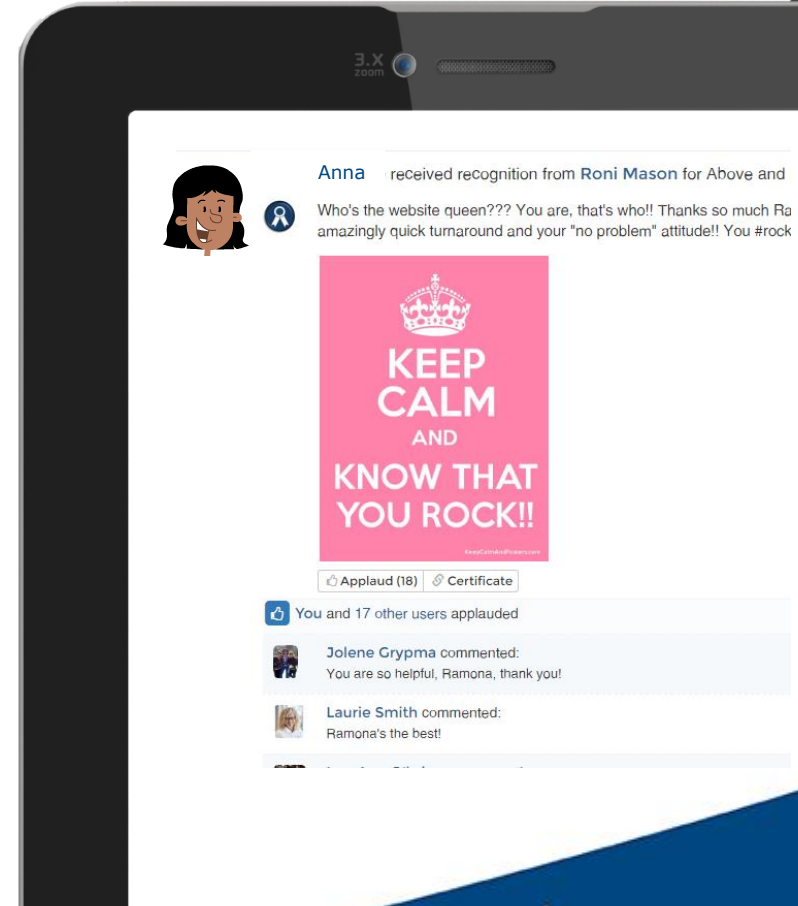 3.X
zoom
Anna received recognition from Roni Mason for Above and
Who's the website queen??? You are, that's who!! Thanks so much Ra
amazingly quick turnaround and your "no problem" attitude!! You #rock
KEEP
CALM
AND
KNOW THAT
YOU ROCK!!
KeepCalmAndPosters.com
Applaud (18) Certificate
You and 17 other users applauded
Jolene Grypma commented:
You are so helpful, Ramona, thank you!
Laurie Smith commented:
Ramona's the best!